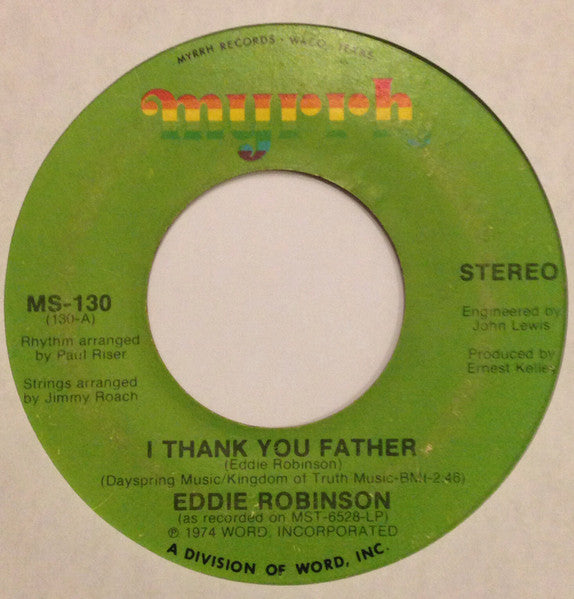 MYRRH RECORDS - WACO, TEXAS
myrrh
MS-130
(130-A)
Rhythm arranged
by Paul Riser
Strings arranged
by Jimmy Roach
STEREO
Engineered by
John Lewis
Produced by
Ernest Kelley
I THANK YOU FATHER
(Eddie Robinson)
(Dayspring Music/Kingdom of Truth Music-BMI-2:46)
EDDIE ROBINSON
(as recorded on MST-6528-LP)
℗ 1974 WORD, INCORPORATED
A DIVISION OF WORD, INC.